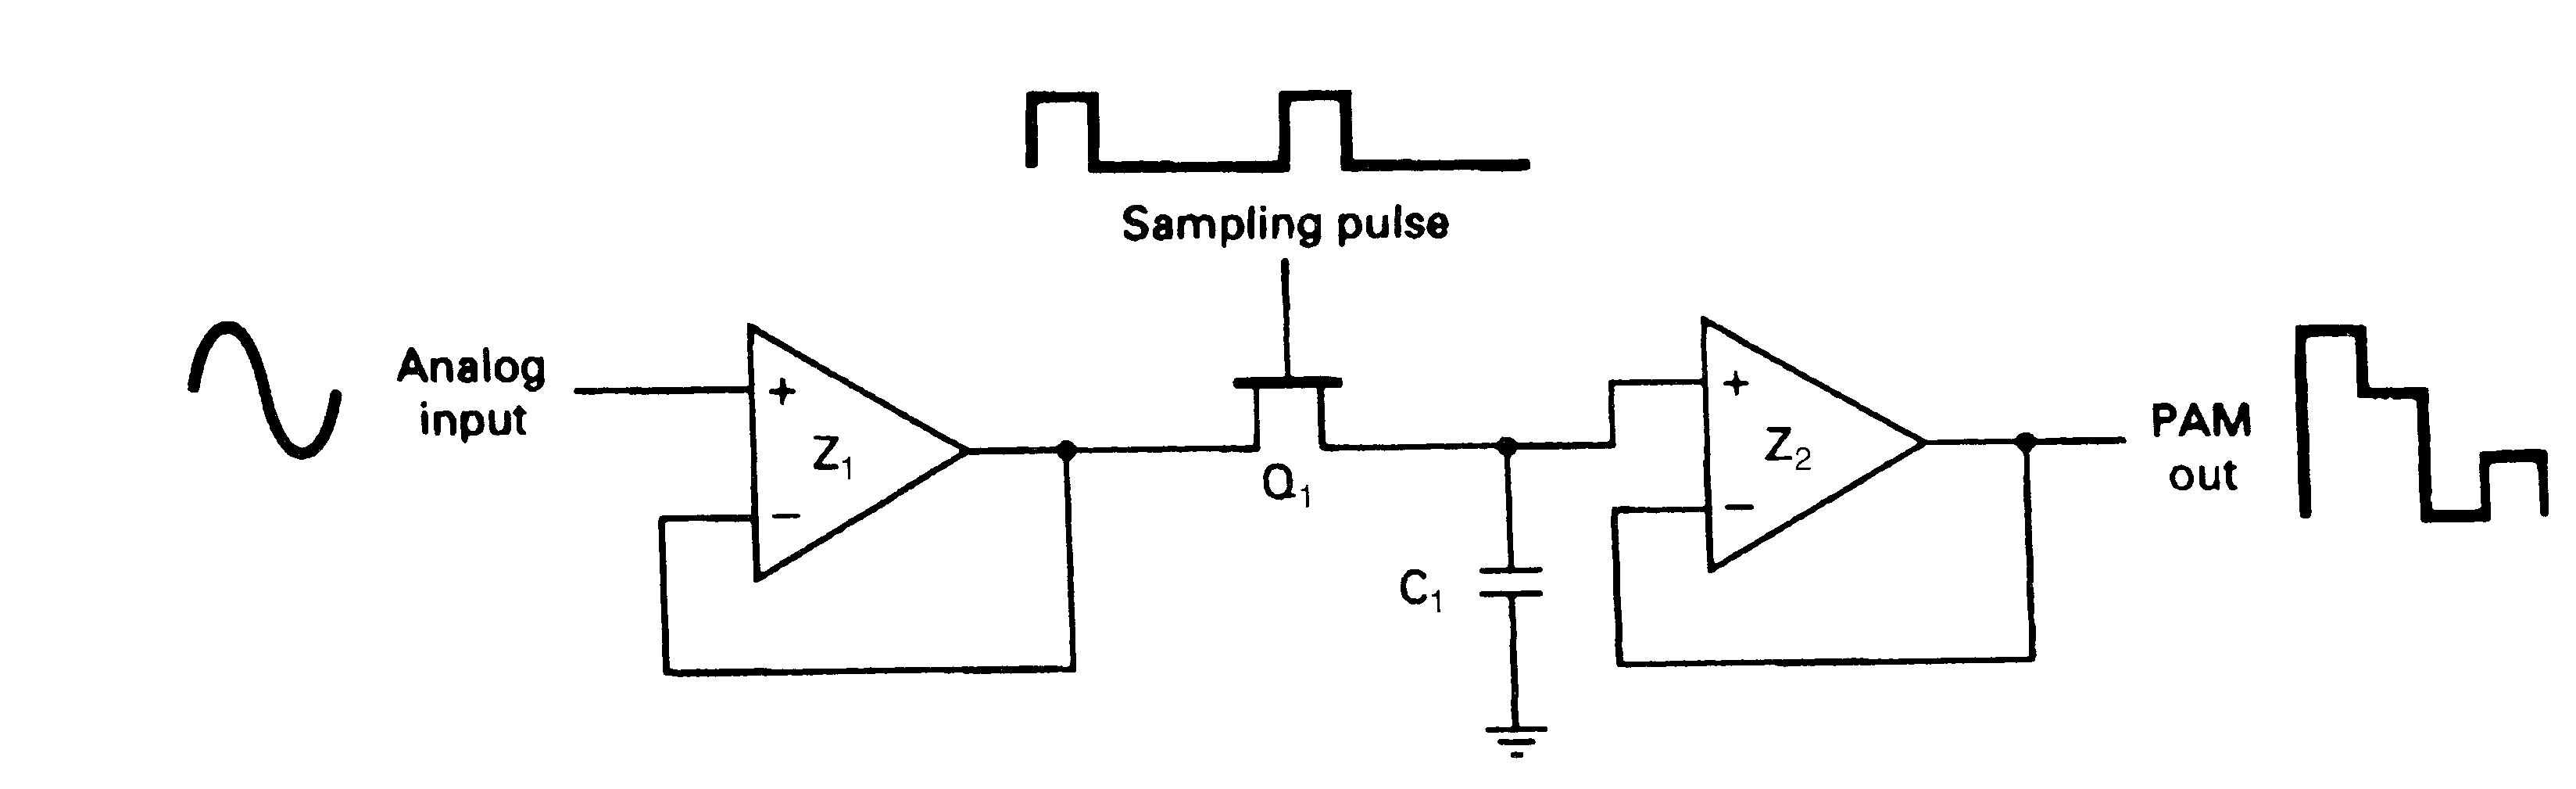 Sampling pulse
Analog
input
+
Z₁
−
Q₁
C₁
+
Z₂
−
PAM
out